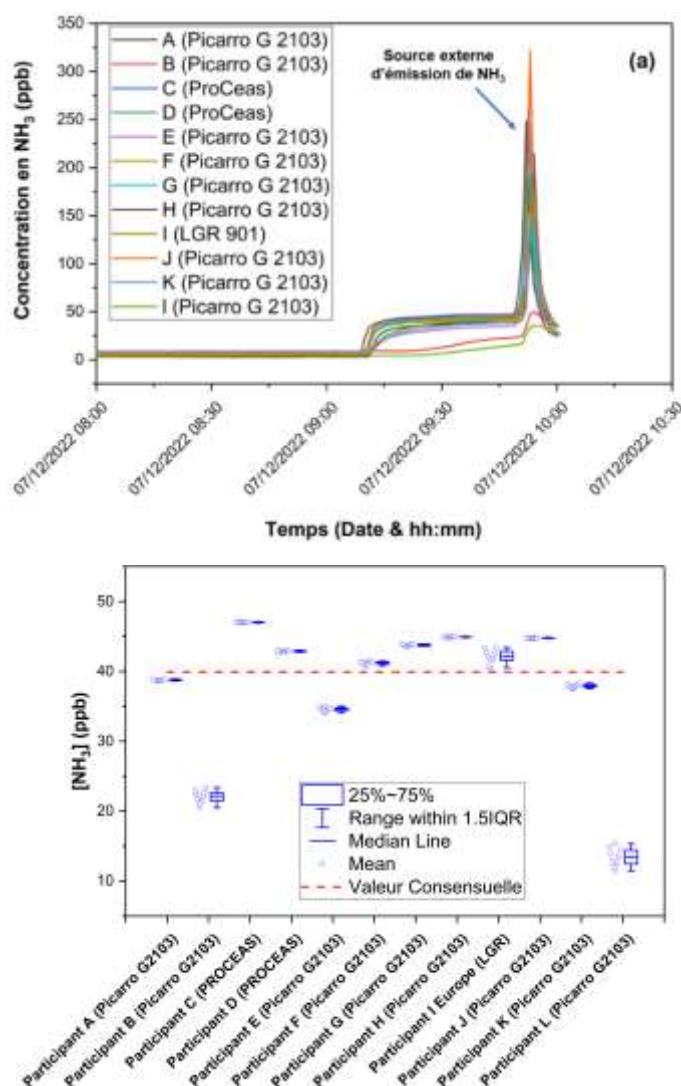 350
300
250
200
150
100
50
0
Concentration en NH₃ (ppb)
A (Picarro G 2103)
B (Picarro G 2103)
C (ProCeas)
D (ProCeas)
E (Picarro G 2103)
F (Picarro G 2103)
G (Picarro G 2103)
H (Picarro G 2103)
I (LGR 901)
J (Picarro G 2103)
K (Picarro G 2103)
l (Picarro G 2103)
Source externe
d'émission de NH₃
(a)
07/12/2022 08:00
07/12/2022 08:30
07/12/2022 09:00
07/12/2022 09:30
07/12/2022 10:00
07/12/2022 10:30
Temps (Date & hh:mm)
50
40
30
20
10
[NH₃] (ppb)
25%~75%
Range within 1.5IQR
Median Line
Mean
Valeur Consensuelle
Participant A (Picarro G2103)
Participant B (Picarro G2103)
Participant C (PROCEAS)
Participant D (PROCEAS)
Participant E (Picarro G2103)
Participant F (Picarro G2103)
Participant G (Picarro G2103)
Participant H (Picarro G2103)
Participant I Europe (LGR)
Participant J (Picarro G2103)
Participant K (Picarro G2103)
Participant L (Picarro G2103)